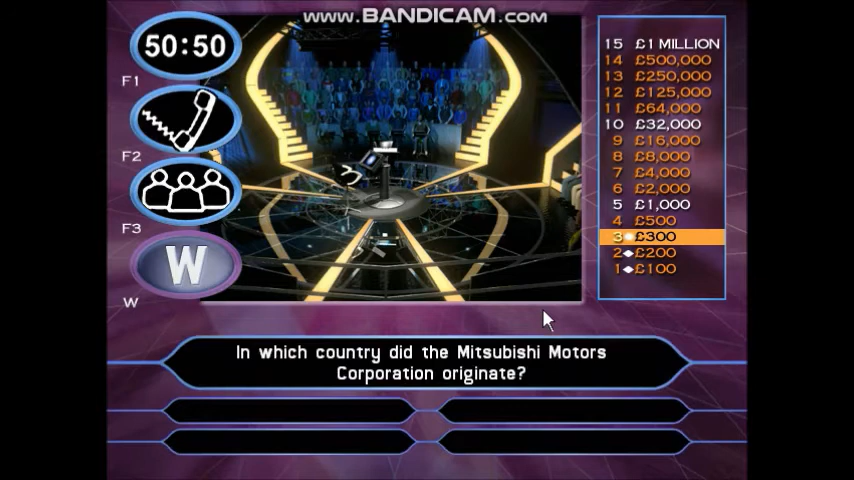 www.BANDICAM.com
50:50
F1
F2
F3
W
W
15 £1 MILLION
14 £500,000
13 £250,000
12 £125,000
11 £64,000
10 £32,000
9 £16,000
8 £8,000
7 £4,000
6 £2,000
5 £1,000
4 £500
3 £300
2 £200
1 £100
In which country did the Mitsubishi Motors
Corporation originate?